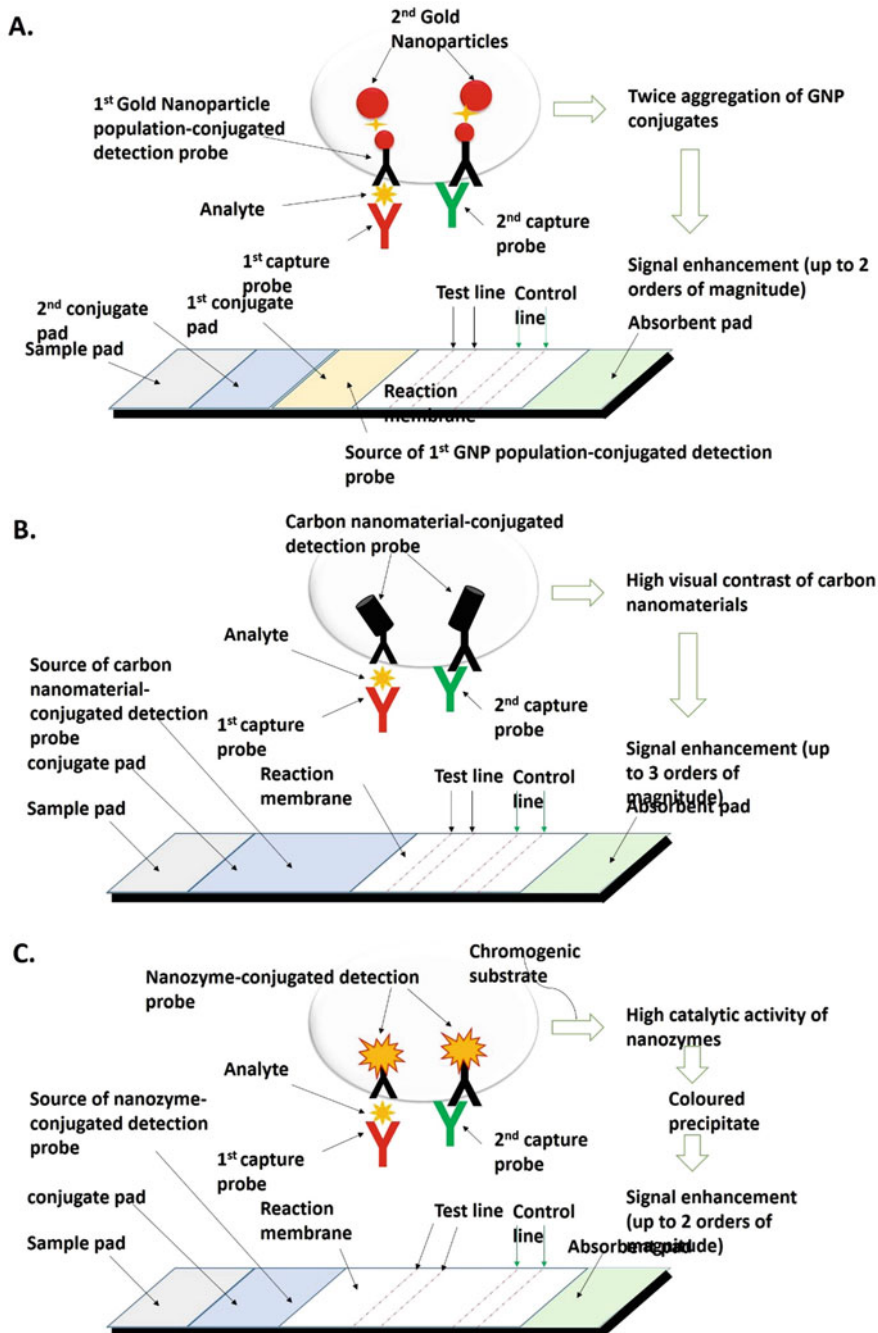 A.
2nd Gold
Nanoparticles
1st Gold Nanoparticle
population-conjugated
detection probe
Twice aggregation of GNP
conjugates
Analyte
2nd capture
probe
1st capture
probe
Signal enhancement (up to 2
orders of magnitude)
2nd conjugate
pad
1st conjugate
pad
Test line
Control
line
Absorbent pad
Sample pad
Reaction
membrane
Source of 1st GNP population-conjugated detection
probe
B.
Carbon nanomaterial-conjugated
detection probe
High visual contrast of carbon
nanomaterials
Analyte
Source of carbon
nanomaterial-
conjugated detection
probe
1st capture
probe
2nd capture
probe
conjugate pad
Reaction
membrane
Test line
Control
line
Signal enhancement (up
to 3 orders of
magnitude)
Absorbent pad
Sample pad
C.
Nanozyme-conjugated detection
probe
Chromogenic
substrate
High catalytic activity of
nanozymes
Analyte
Coloured
precipitate
Source of nanozyme-
conjugated detection
probe
1st capture
probe
2nd capture
probe
conjugate pad
Reaction
membrane
Test line
Control
line
Signal enhancement
(up to 2 orders of
magnitude)
Absorbent pad
Sample pad